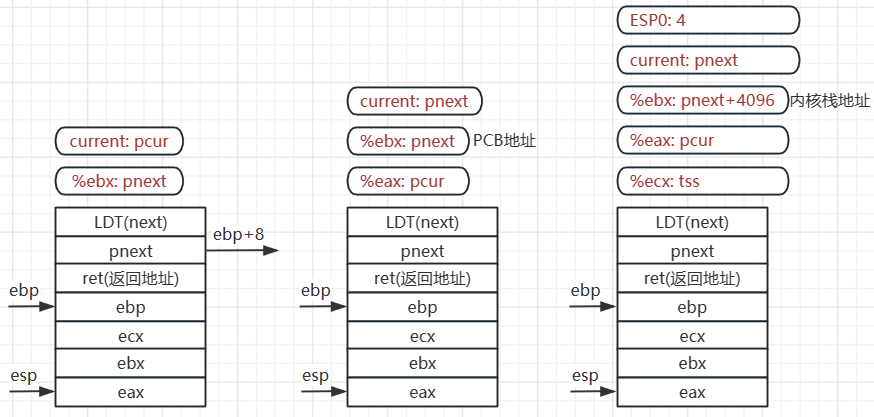 current: pcur
%ebx: pnext
LDT(next)
pnext
ebp+8
ret(返回地址)
ebp
ebp
ecx
ebx
esp
eax
current: pnext
%ebx: pnext
PCB地址
%eax: pcur
LDT(next)
pnext
ret(返回地址)
ebp
ebp
ecx
ebx
esp
eax
ESP0: 4
current: pnext
%ebx: pnext+4096
内核栈地址
%eax: pcur
%ecx: tss
LDT(next)
pnext
ret(返回地址)
ebp
ebp
ecx
ebx
esp
eax